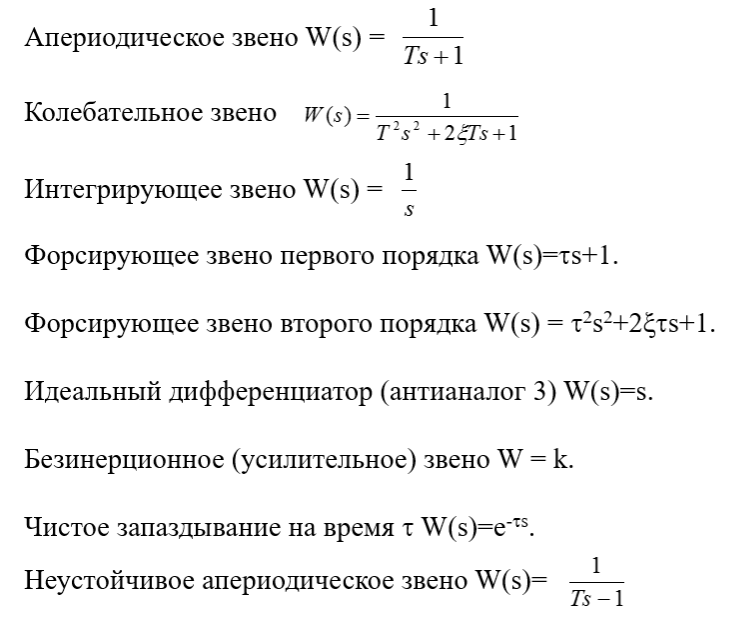 Апериодическое звено W(s) = 1/(Ts + 1)
Колебательное звено W(s) = 1/(T²s² + 2ξTs + 1)
Интегрирующее звено W(s) = 1/s
Форсирующее звено первого порядка W(s)=τs+1.
Форсирующее звено второго порядка W(s) = τ²s²+2ξτs+1.
Идеальный дифференциатор (антианалог 3) W(s)=s.
Безинерционное (усилительное) звено W = k.
Чистое запаздывание на время τ W(s)=e^-τs.
Неустойчивое апериодическое звено W(s)= 1/(Ts − 1)